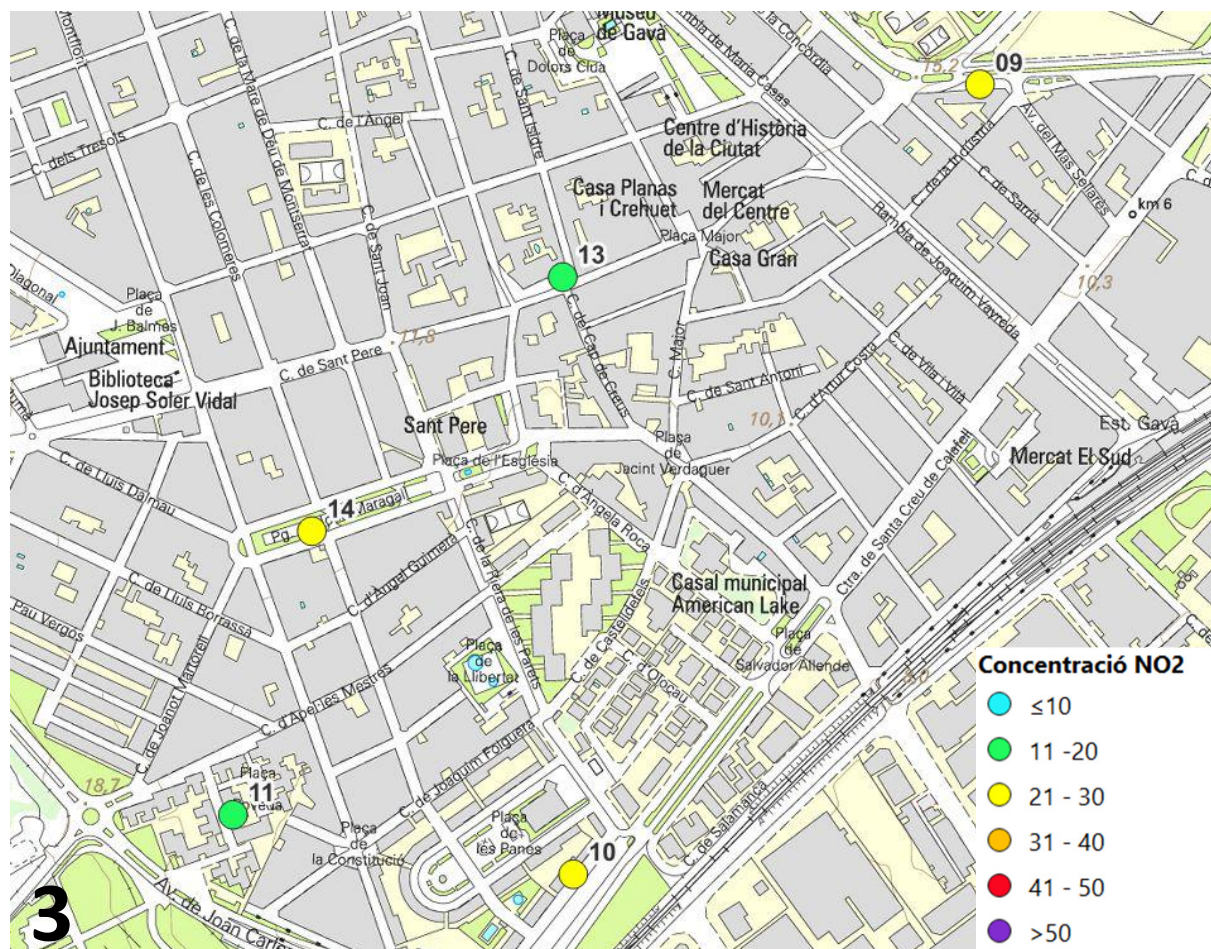 Montflorit
C. de la Mare de Déu de Montserrat
Plaça
de
Dolors Clua
Museu
de Gavà
Rambla de Maria Casas
de la Concòrdia
15,2
09
C. de Sant Isidre
C. de l'Àngel
C. dels Tresols
C. de les Colomeres
C. de Sant Joan
Centre d'Història
de la Ciutat
C. de la Indústria
Av. del Mas Sellarès
C. de Sarrià
km 6
Casa Planas
i Crehuet
Mercat
del Centre
Plaça Major
Casa Gran
Rambla de Joaquim Vayreda
13
10,3
Diagonal
Plaça
de
J. Balmes
Ajuntament
Biblioteca
Josep Soler Vidal
11,8
C. de Sant Pere
C. del Cap de Creus
C. Major
C. de Sant Antoni
C. d'Artur Costa
C. de Vila i Vilà
10,1
Sant Pere
Plaça de l'Església
Plaça
de
Jacint Verdaguer
Est. Gavà
Mercat El Sud
C. de Lluís Dalmau
14
Pg.
Maragall
C. d'Àngela Roca
C. d'Àngel Guimerà
C. de la Riera de les Parets
Ctra. de Santa Creu de Calafell
Casal municipal
American Lake
C. de Castelldefels
C. d'Olocau
Plaça
de
Salvador Allende
C. de Lluís Borrassà
Pau Vergós
C. de Joanot Martorell
C. d'Apel·les Mestres
Plaça
de
la Llibertat
C. de Joaquim Folguera
18,7
Plaça
11
Plaça
de
la Constitució
Plaça
de
les Panes
10
C. de Salamanca
Av. de Joan Carles
3
Concentració NO2
≤10
11 -20
21 - 30
31 - 40
41 - 50
>50